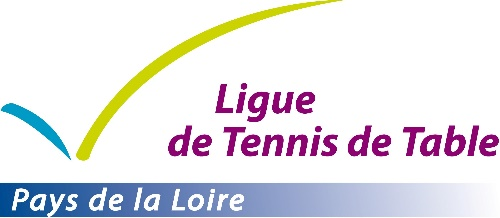 Ligue
de Tennis de Table
Pays de la Loire